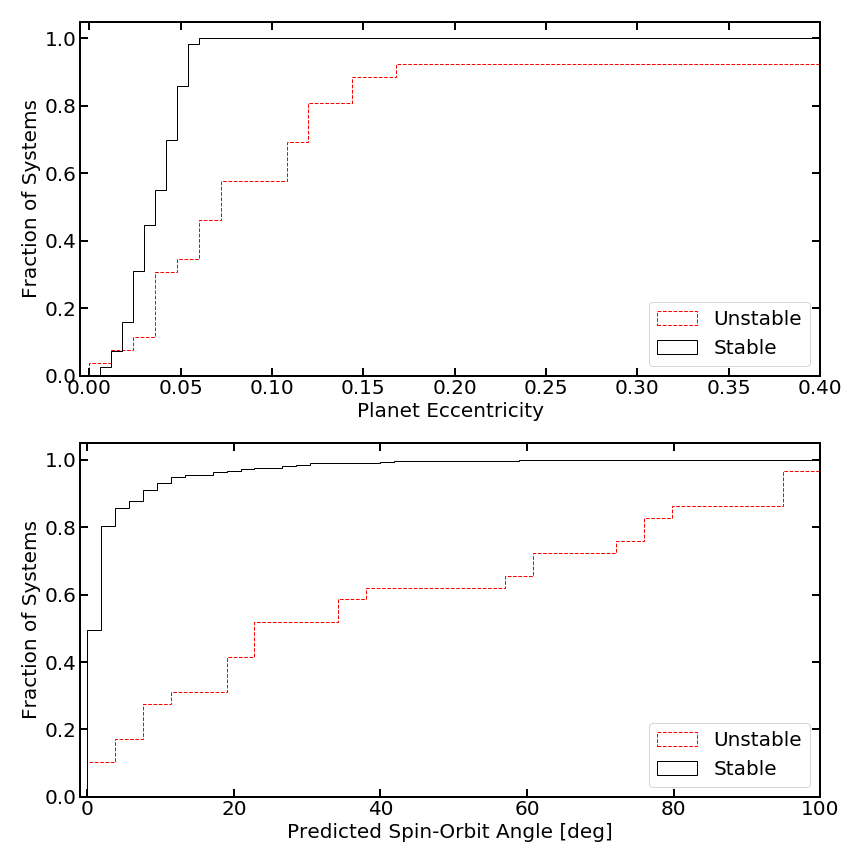 1.0
0.8
0.6
0.4
0.2
0.0
Fraction of Systems
Unstable
Stable
0.00 0.05 0.10 0.15 0.20 0.25 0.30 0.35 0.40
Planet Eccentricity
1.0
0.8
0.6
0.4
0.2
0.0
Fraction of Systems
Unstable
Stable
0 20 40 60 80 100
Predicted Spin-Orbit Angle [deg]